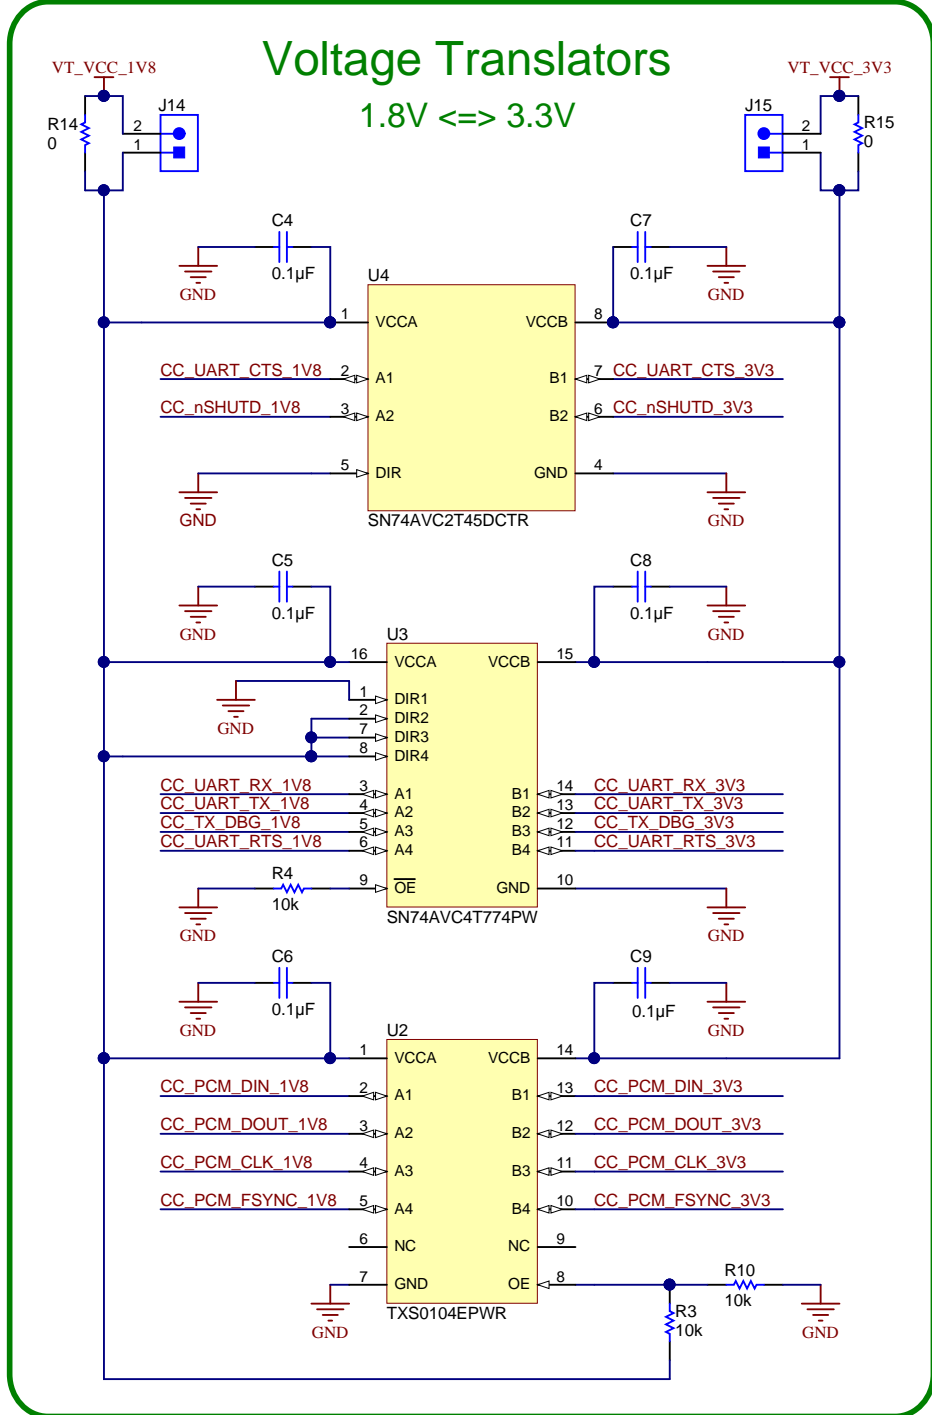 Voltage Translators
1.8V <=> 3.3V
VT_VCC_1V8
VT_VCC_3V3
J14
J15
R14
0
2
1
2
1
R15
0
C4
0.1µF
GND
C7
0.1µF
GND
U4
1 VCCA VCCB 8
CC_UART_CTS_1V8 2 A1 B1 7 CC_UART_CTS_3V3
CC_nSHUTD_1V8 3 A2 B2 6 CC_nSHUTD_3V3
5 DIR GND 4
GND GND
SN74AVC2T45DCTR
C5
0.1µF
GND
C8
0.1µF
GND
U3
16 VCCA VCCB 15
1 DIR1
2 DIR2
GND
7 DIR3
8 DIR4
CC_UART_RX_1V8 3 A1 B1 14 CC_UART_RX_3V3
CC_UART_TX_1V8 4 A2 B2 13 CC_UART_TX_3V3
CC_TX_DBG_1V8 5 A3 B3 12 CC_TX_DBG_3V3
CC_UART_RTS_1V8 6 A4 B4 11 CC_UART_RTS_3V3
R4
10k
9 OE GND 10
GND GND
SN74AVC4T774PW
C6
0.1µF
GND
C9
0.1µF
GND
U2
1 VCCA VCCB 14
CC_PCM_DIN_1V8 2 A1 B1 13 CC_PCM_DIN_3V3
CC_PCM_DOUT_1V8 3 A2 B2 12 CC_PCM_DOUT_3V3
CC_PCM_CLK_1V8 4 A3 B3 11 CC_PCM_CLK_3V3
CC_PCM_FSYNC_1V8 5 A4 B4 10 CC_PCM_FSYNC_3V3
6 NC NC 9
7 GND OE 8
GND
TXS0104EPWR
R10
10k
GND
R3
10k